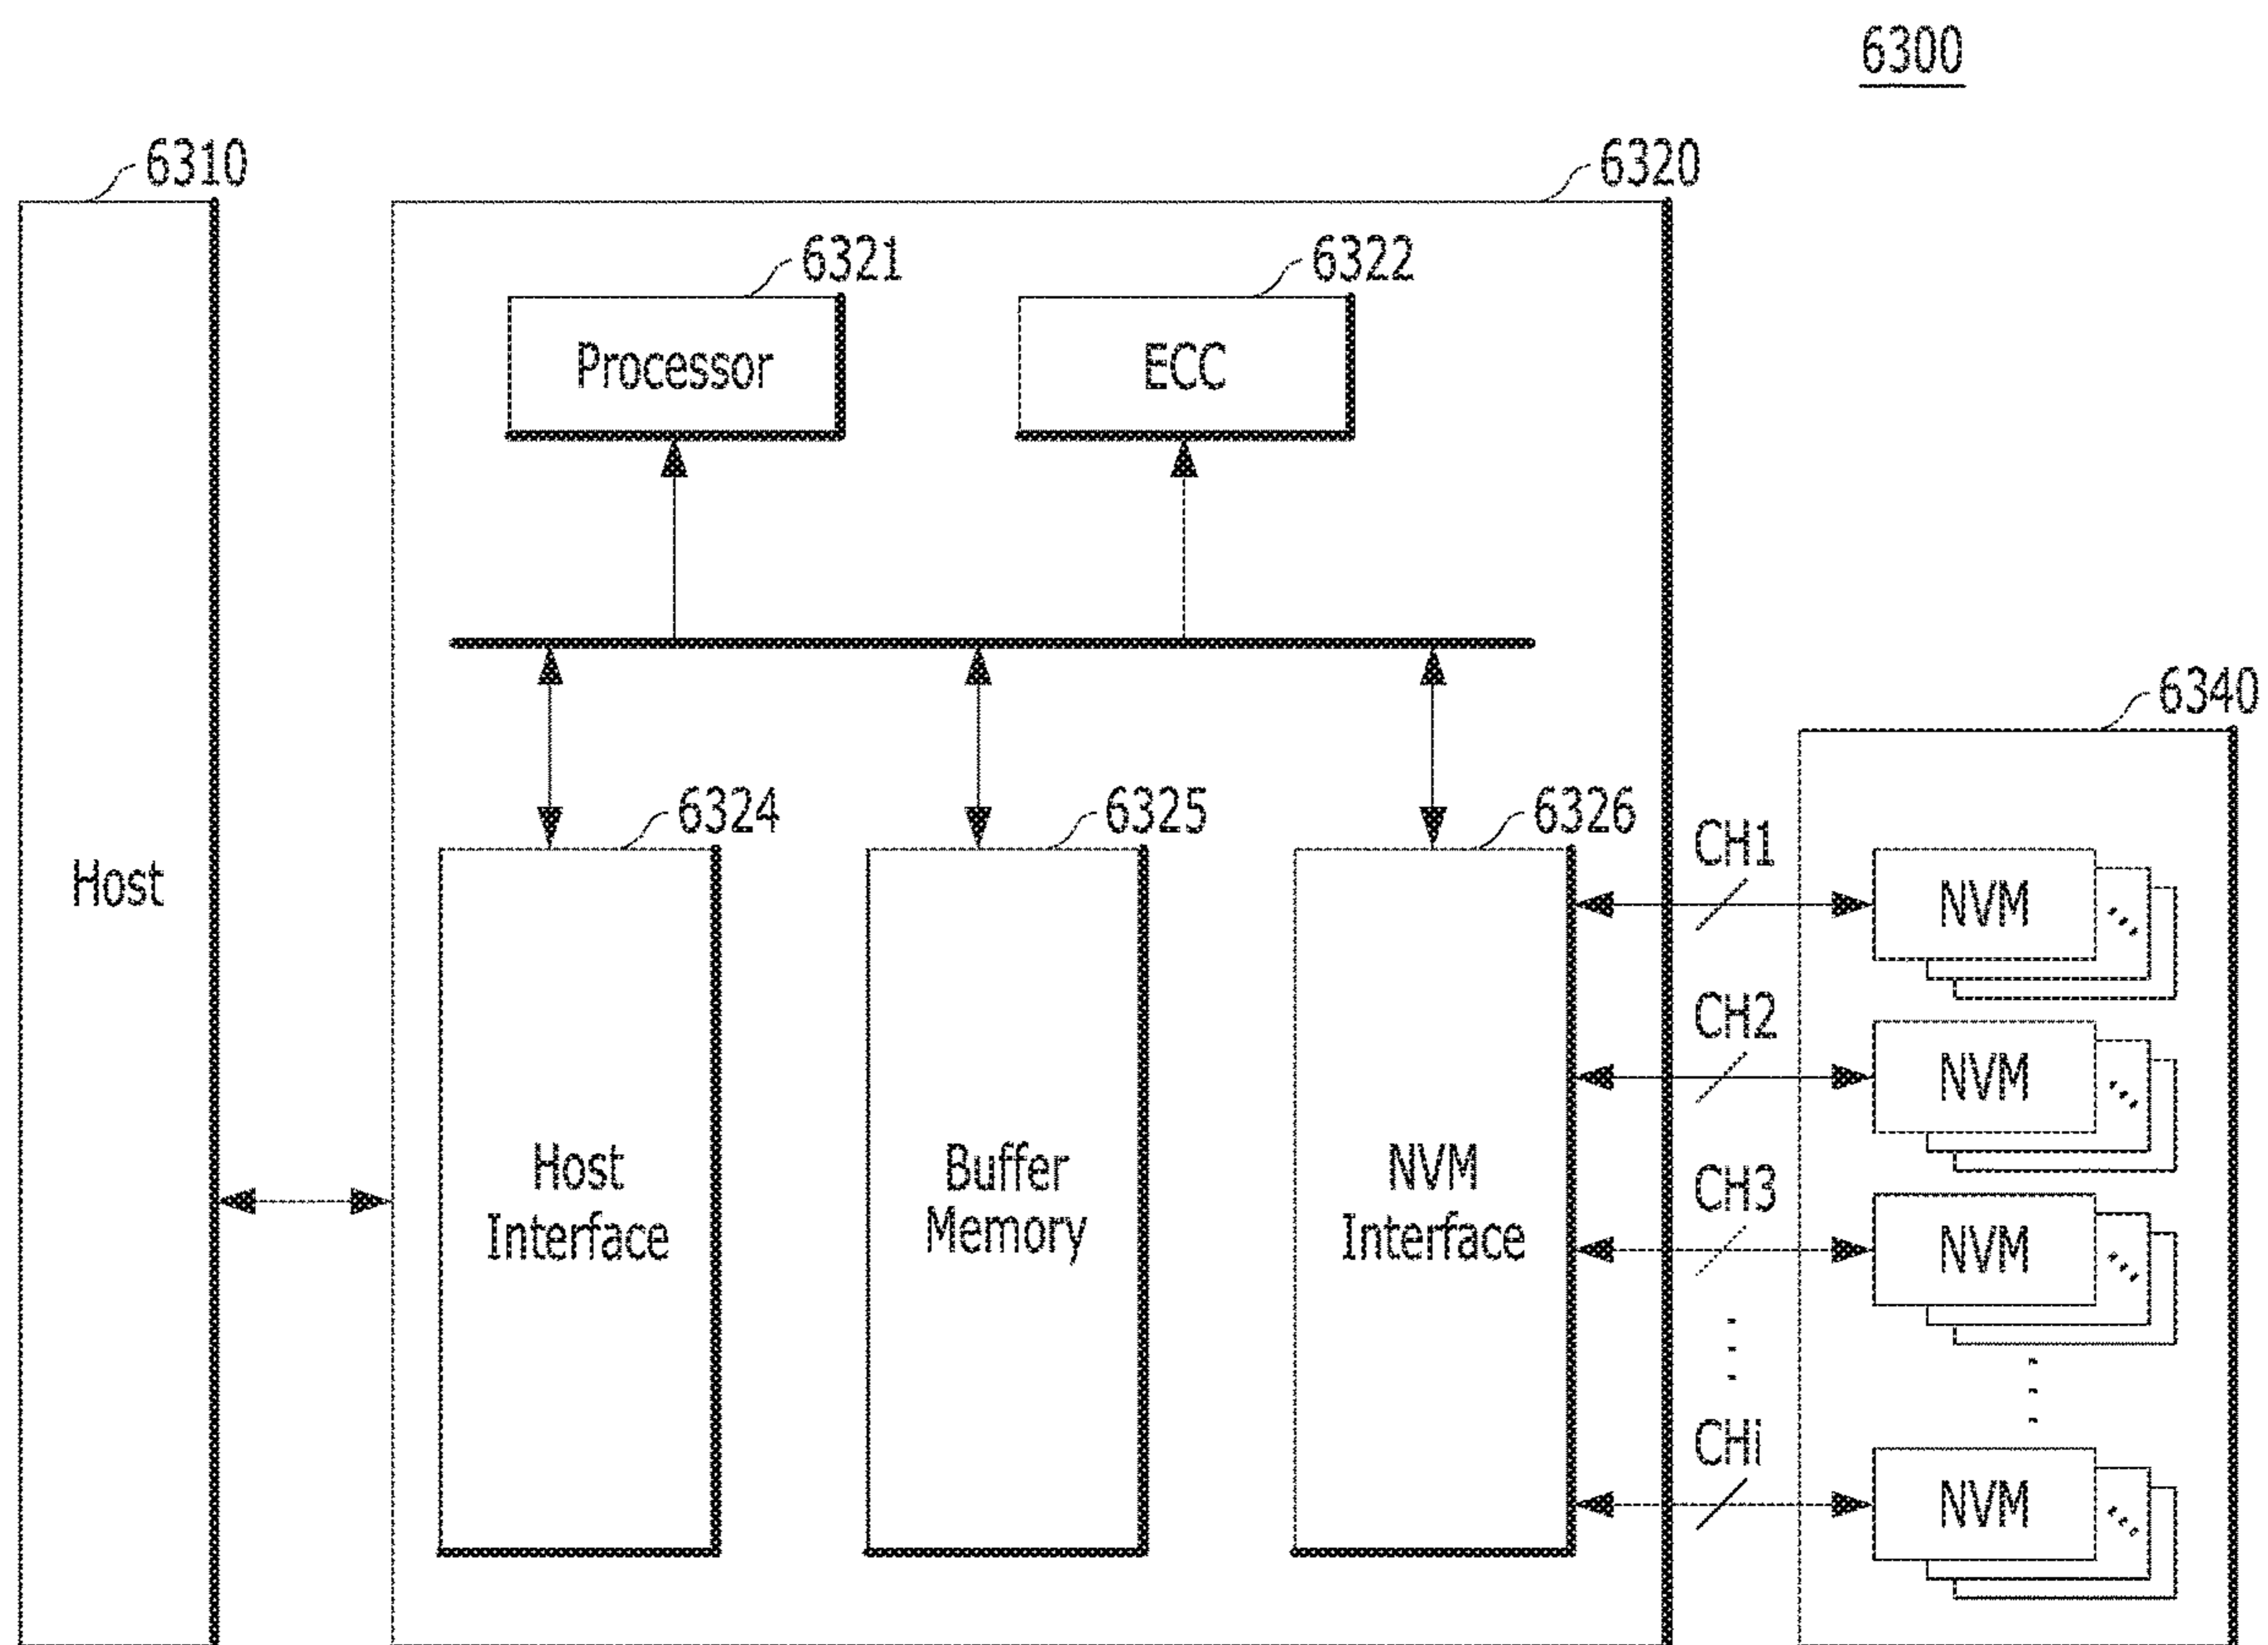 6300
6310
6320
6321
6322
Processor
ECC
6340
6324
6325
6326
CH1
Host
NVM
CH2
NVM
Host
Interface
Buffer
Memory
NVM
Interface
CH3
NVM
CHi
NVM